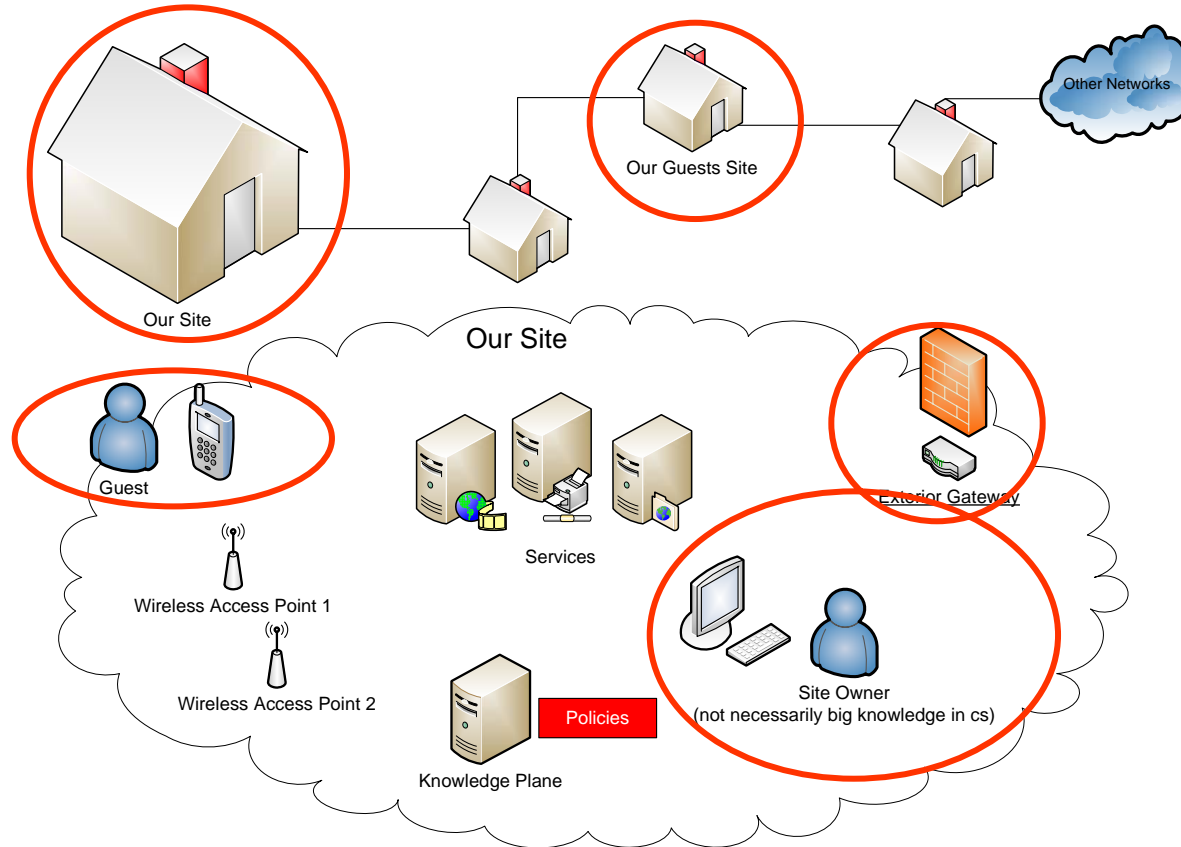 Other Networks
Our Guests Site
Our Site
Our Site
Guest
Exterior Gateway
Services
Wireless Access Point 1
Wireless Access Point 2
Site Owner
(not necessarily big knowledge in cs)
Policies
Knowledge Plane